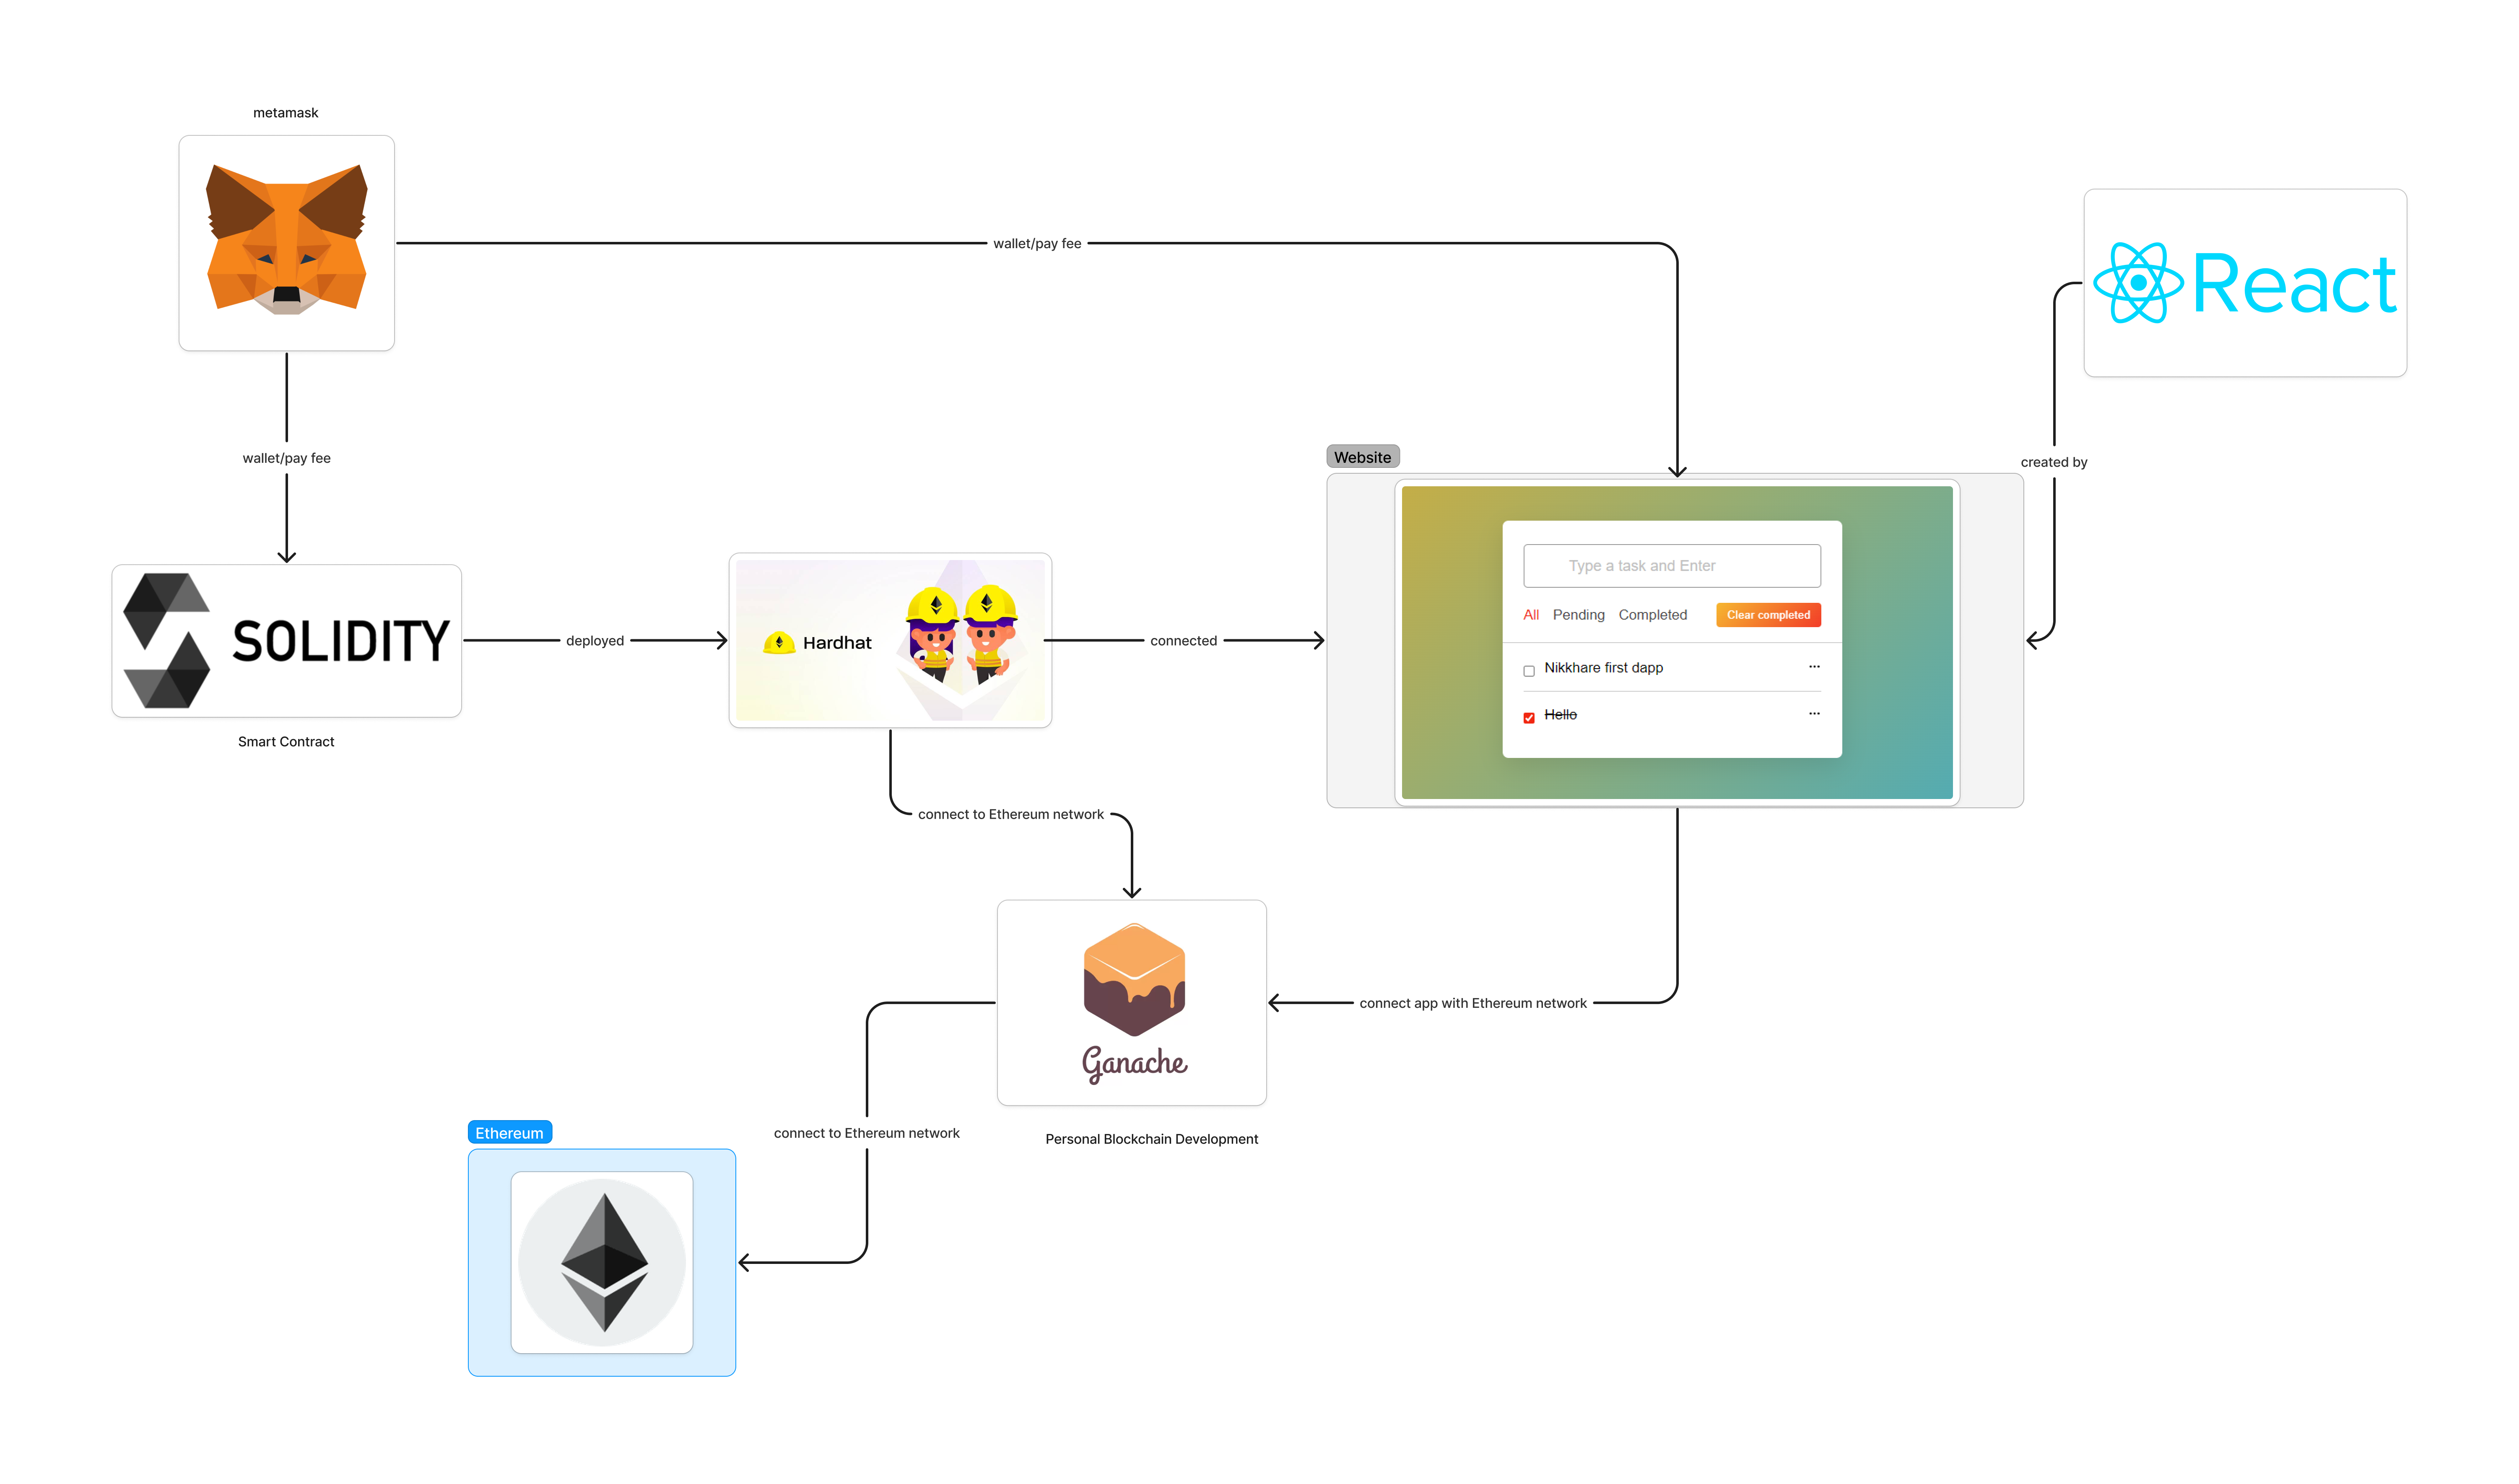 metamask
wallet/pay fee
React
wallet/pay fee
created by
Website
SOLIDITY
Smart Contract
deployed
Hardhat
connected
Type a task and Enter
All Pending Completed Clear completed
Nikkhare first dapp
Hello
connect to Ethereum network
connect app with Ethereum network
Ganache
Personal Blockchain Development
connect to Ethereum network
Ethereum